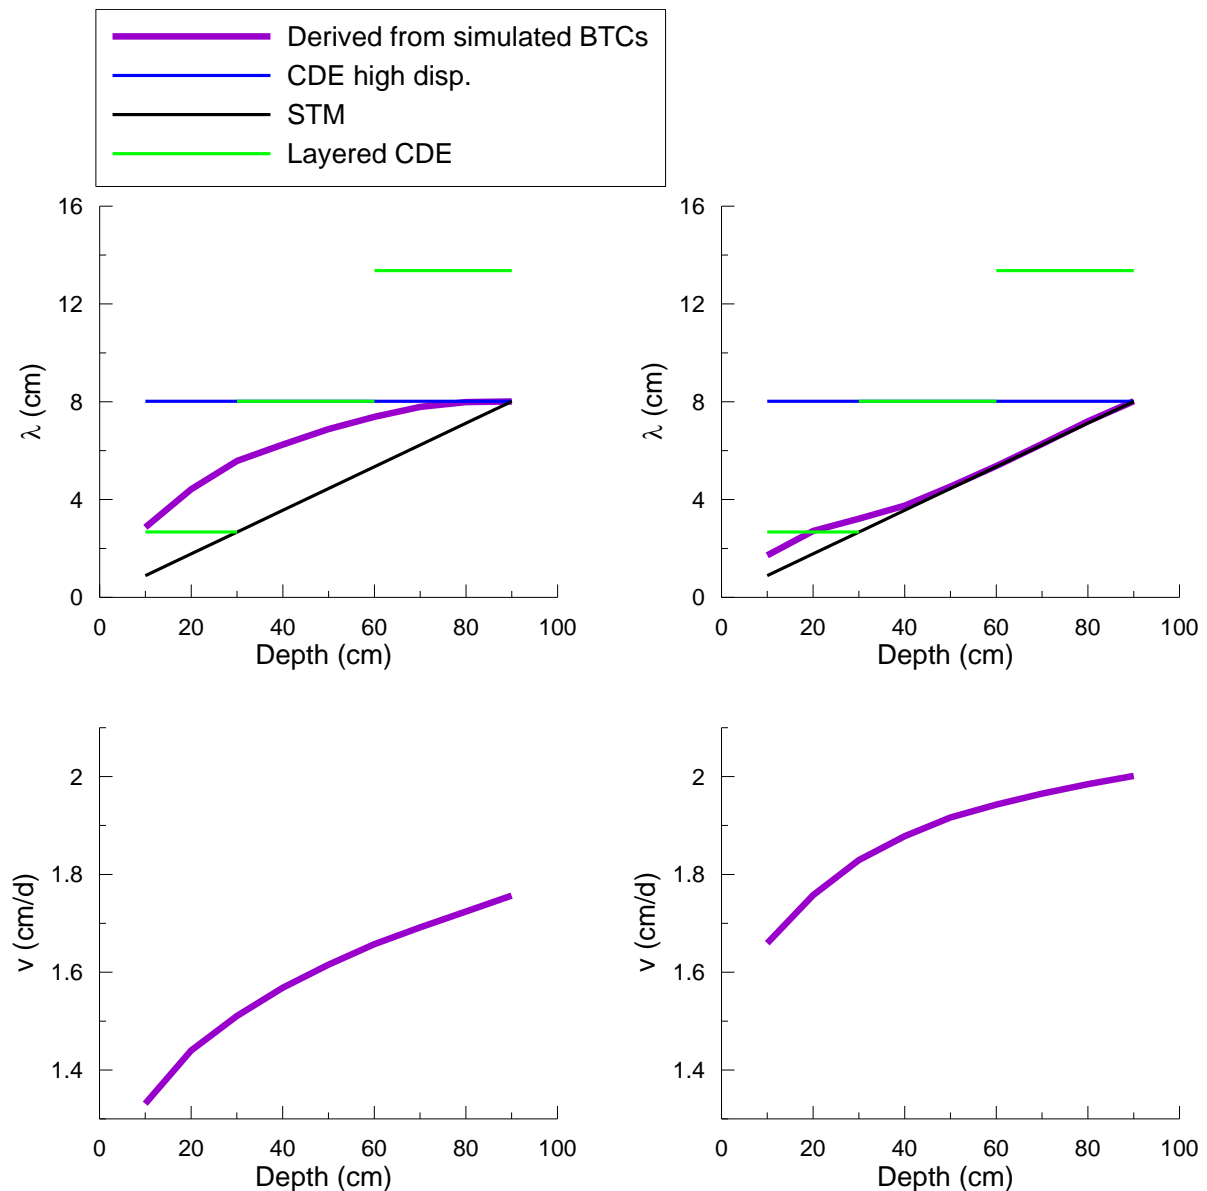 Derived from simulated BTCs
CDE high disp.
STM
Layered CDE
16
12
8
4
0
λ (cm)
0 20 40 60 80 100
Depth (cm)
16
12
8
4
0
λ (cm)
0 20 40 60 80 100
Depth (cm)
2
1.8
1.6
1.4
v (cm/d)
0 20 40 60 80 100
Depth (cm)
2
1.8
1.6
1.4
v (cm/d)
0 20 40 60 80 100
Depth (cm)